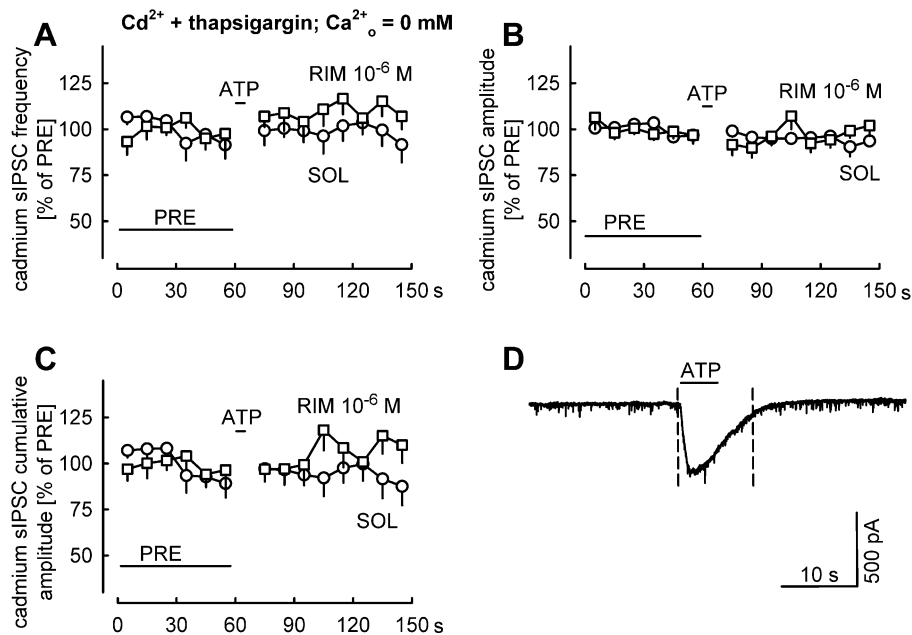 Cd²⁺ + thapsigargin; Ca²⁺ₒ = 0 mM
A
cadmium sIPSC frequency
[% of PRE]
125
100
75
50
ATP
RIM 10⁻⁶ M
SOL
PRE
0 30 60 90 120 150 s
B
cadmium sIPSC amplitude
[% of PRE]
125
100
75
50
ATP
RIM 10⁻⁶ M
SOL
PRE
0 30 60 90 120 150 s
C
cadmium sIPSC cumulative
amplitude [% of PRE]
125
100
75
50
ATP
RIM 10⁻⁶ M
SOL
PRE
0 30 60 90 120 150 s
D
ATP
10 s
500 pA